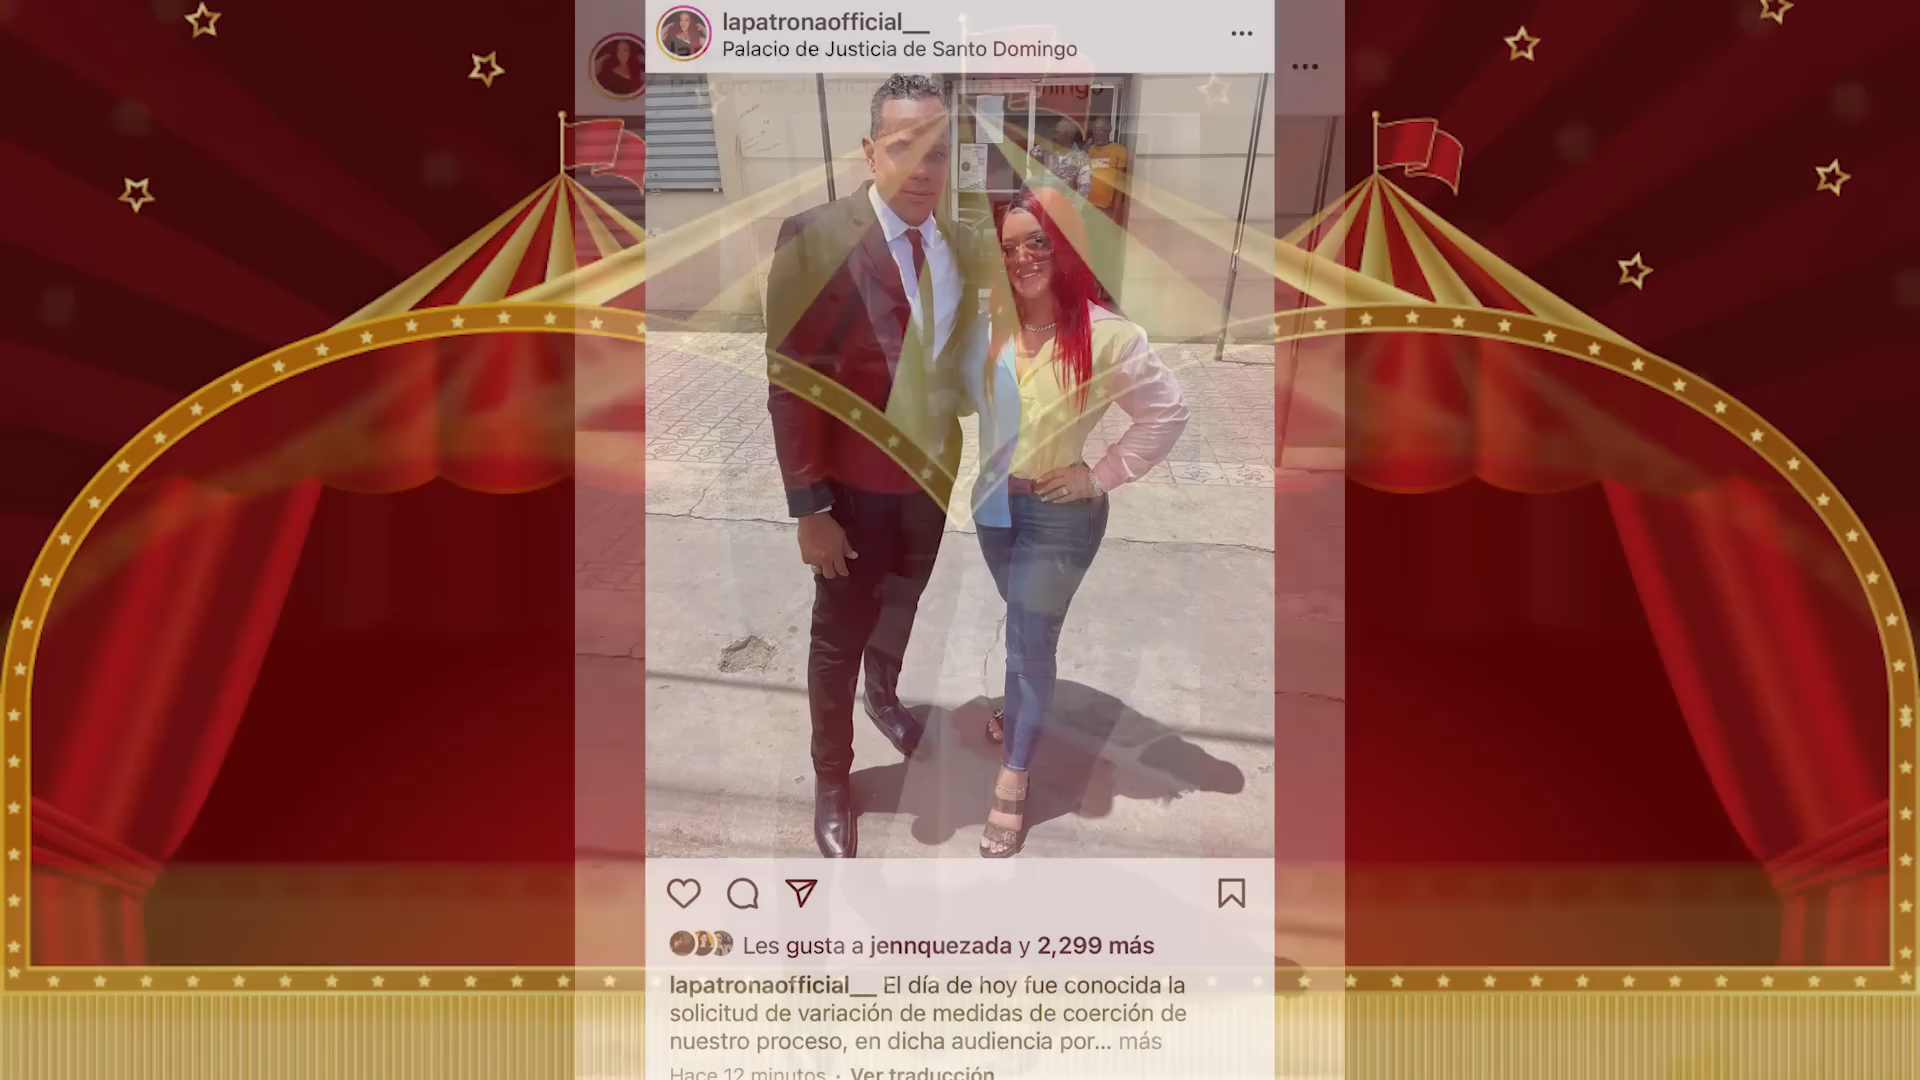 lapatronaofficial__
Palacio de Justicia de Santo Domingo
Les gusta a jennquezada y 2,299 más
lapatronaofficial__ El día de hoy fue conocida la
solicitud de variación de medidas de coerción de
nuestro proceso, en dicha audiencia por... más
Hace 12 minutos · Ver traducción